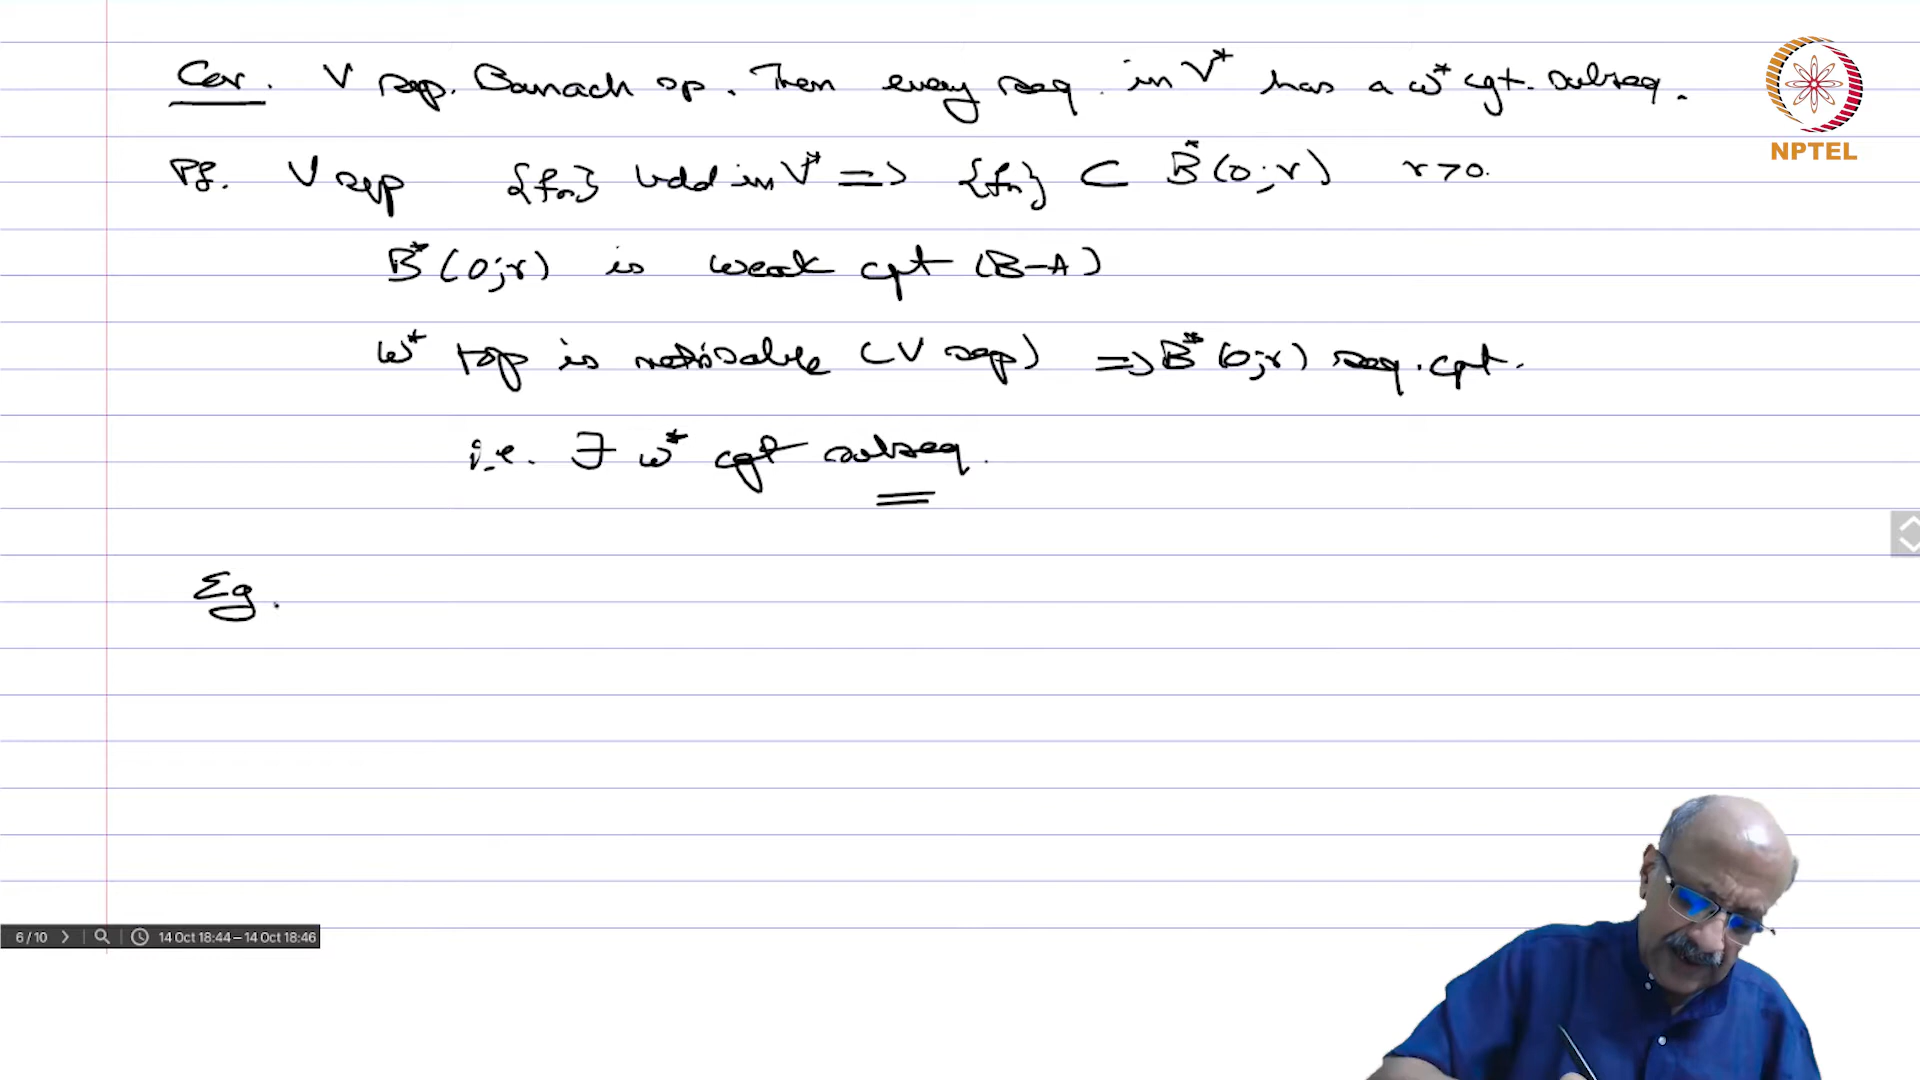 Cor. V sep. Banach sp. Then every seq. in V* has a w* cgt. subseq.
Pf. V sep {fn} bdd in V* => {fn} ⊂ B*(0;r) r>0.
B*(0;r) is weak cpt (B-A)
w* top is metrisable (V sep) => B*(0;r) seq. cpt.
i.e. ∃ w* cgt subseq.
Eg.
NPTEL
6/10 14 Oct 18:44 – 14 Oct 18:46